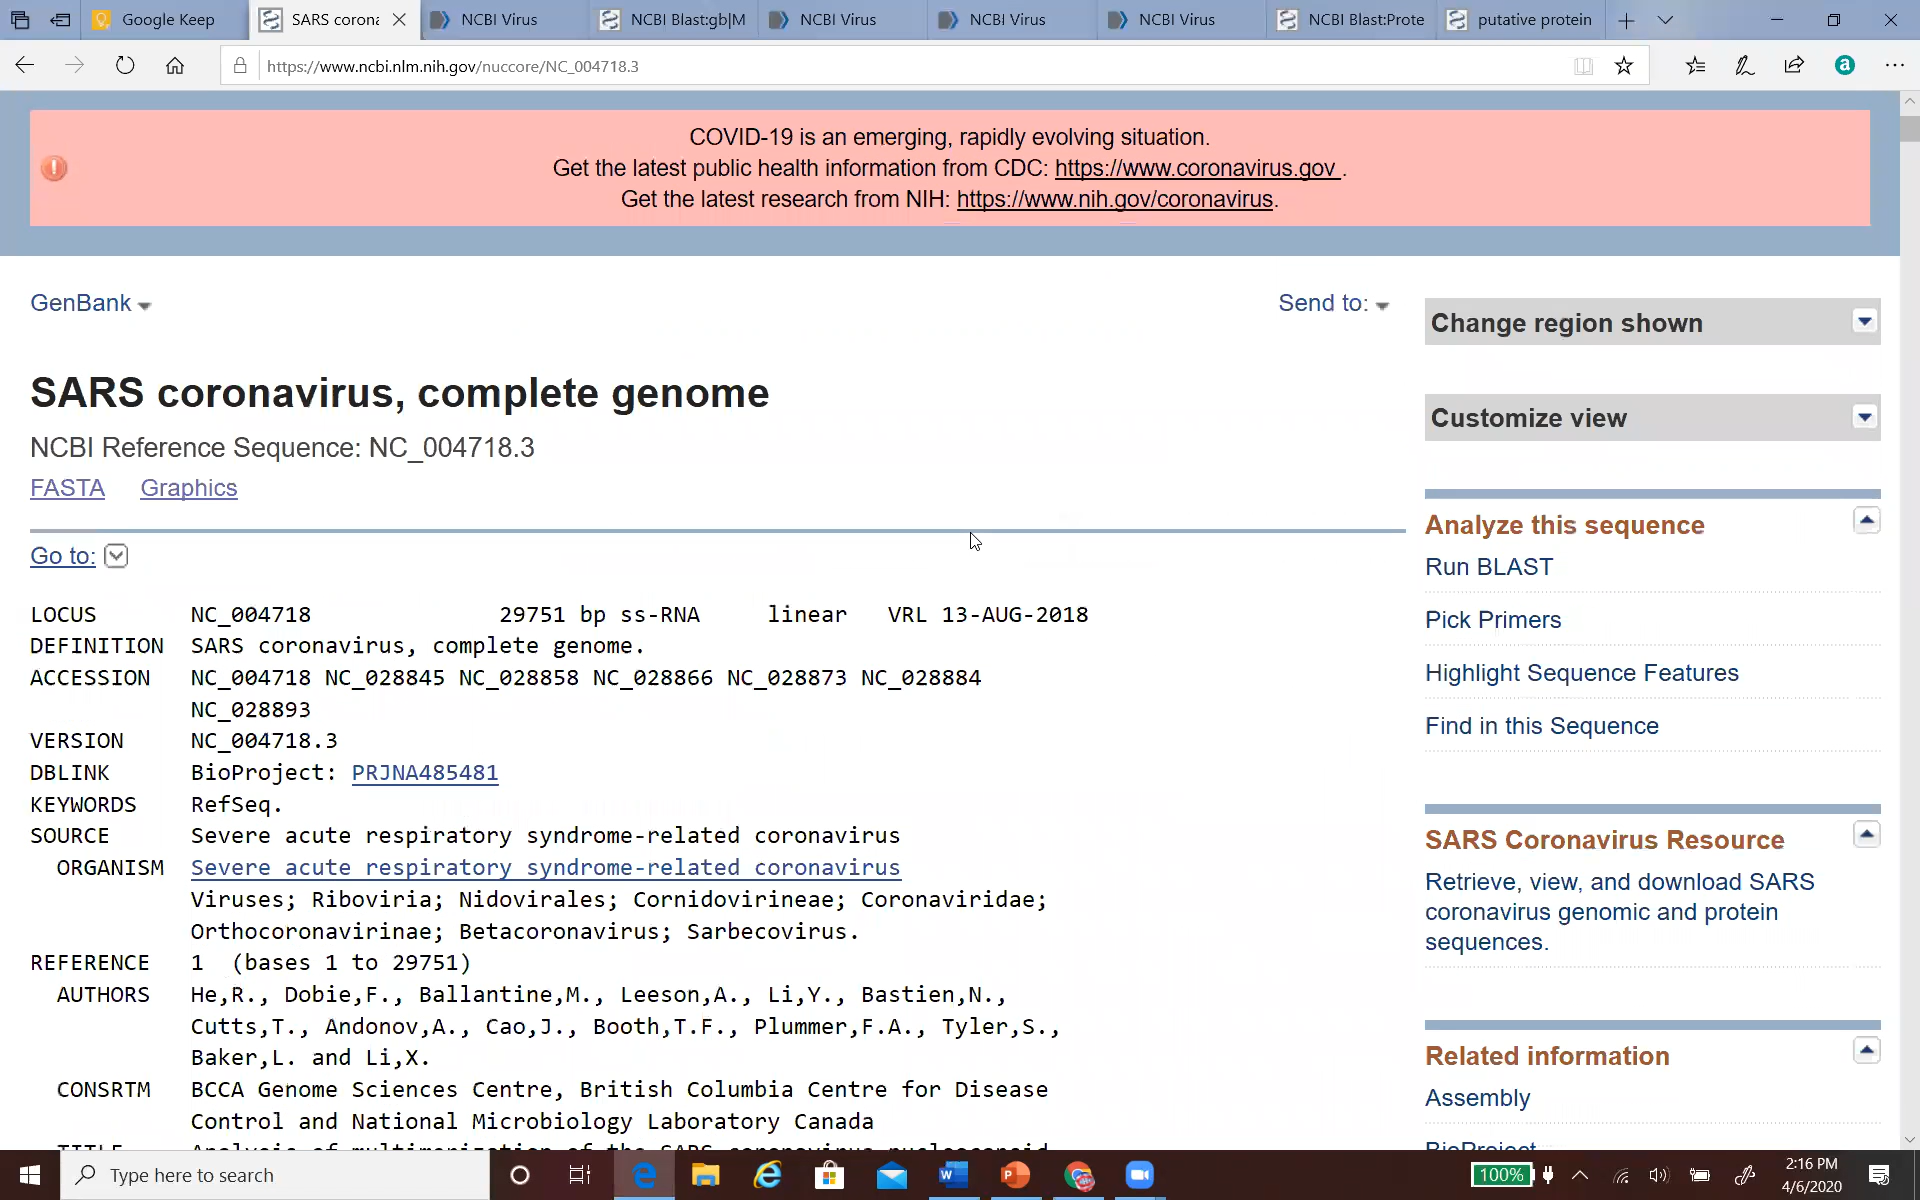 Google Keep
SARS corona
NCBI Virus
NCBI Blast:gb|M
NCBI Virus
NCBI Virus
NCBI Virus
NCBI Blast:Prote
putative protein
https://www.ncbi.nlm.nih.gov/nuccore/NC_004718.3
a
COVID-19 is an emerging, rapidly evolving situation.
Get the latest public health information from CDC: https://www.coronavirus.gov .
Get the latest research from NIH: https://www.nih.gov/coronavirus.
GenBank
Send to:
Change region shown
SARS coronavirus, complete genome
Customize view
NCBI Reference Sequence: NC_004718.3
FASTA Graphics
Analyze this sequence
Go to:
Run BLAST
LOCUS NC_004718 29751 bp ss-RNA linear VRL 13-AUG-2018
Pick Primers
DEFINITION SARS coronavirus, complete genome.
ACCESSION NC_004718 NC_028845 NC_028858 NC_028866 NC_028873 NC_028884
Highlight Sequence Features
NC_028893
Find in this Sequence
VERSION NC_004718.3
DBLINK BioProject: PRJNA485481
KEYWORDS RefSeq.
SOURCE Severe acute respiratory syndrome-related coronavirus
SARS Coronavirus Resource
ORGANISM Severe acute respiratory syndrome-related coronavirus
Retrieve, view, and download SARS
Viruses; Riboviria; Nidovirales; Cornidovirineae; Coronaviridae;
coronavirus genomic and protein
Orthocoronavirinae; Betacoronavirus; Sarbecovirus.
sequences.
REFERENCE 1 (bases 1 to 29751)
AUTHORS He,R., Dobie,F., Ballantine,M., Leeson,A., Li,Y., Bastien,N.,
Cutts,T., Andonov,A., Cao,J., Booth,T.F., Plummer,F.A., Tyler,S.,
Baker,L. and Li,X.
Related information
CONSRTM BCCA Genome Sciences Centre, British Columbia Centre for Disease
Assembly
Control and National Microbiology Laboratory Canada
TITLE Analysis of multimerization of the SARS coronavirus nucleocapsid
BioProject
Type here to search
100%
2:16 PM
4/6/2020